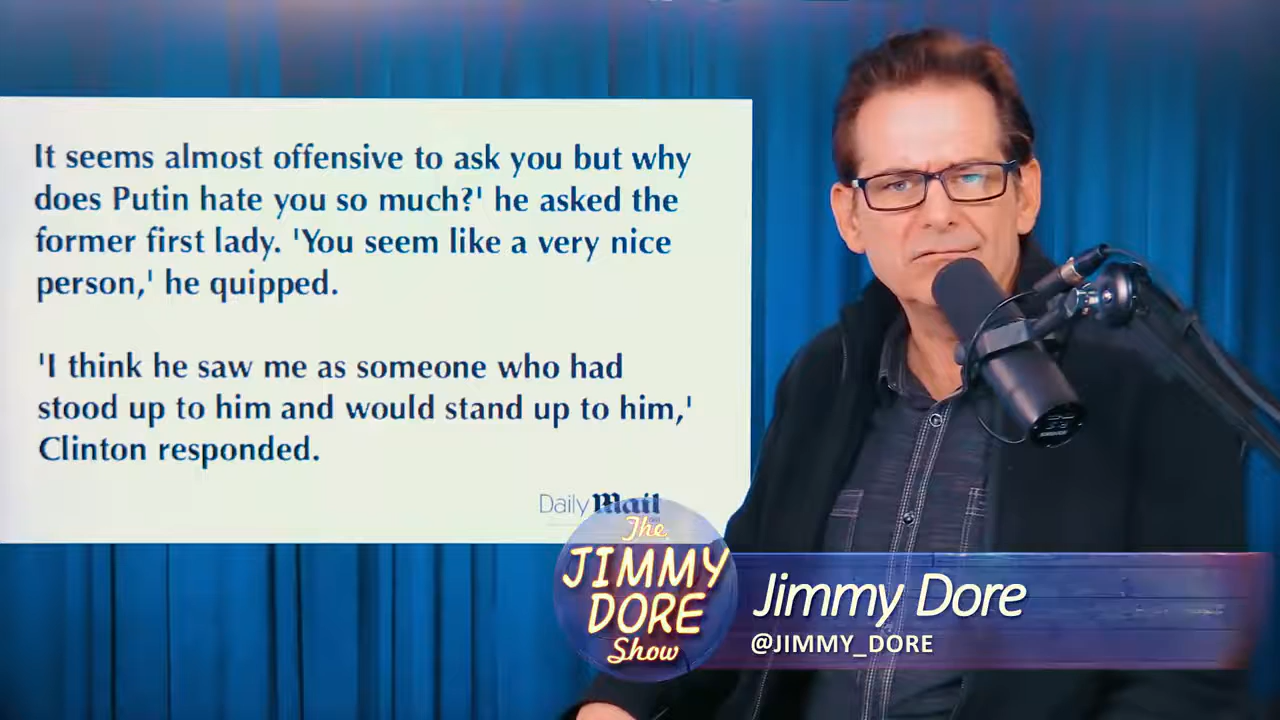 It seems almost offensive to ask you but why
does Putin hate you so much?' he asked the
former first lady. 'You seem like a very nice
person,' he quipped.
'I think he saw me as someone who had
stood up to him and would stand up to him,'
Clinton responded.
Daily Mail
The
JIMMY
DORE
Show
Jimmy Dore
@JIMMY_DORE